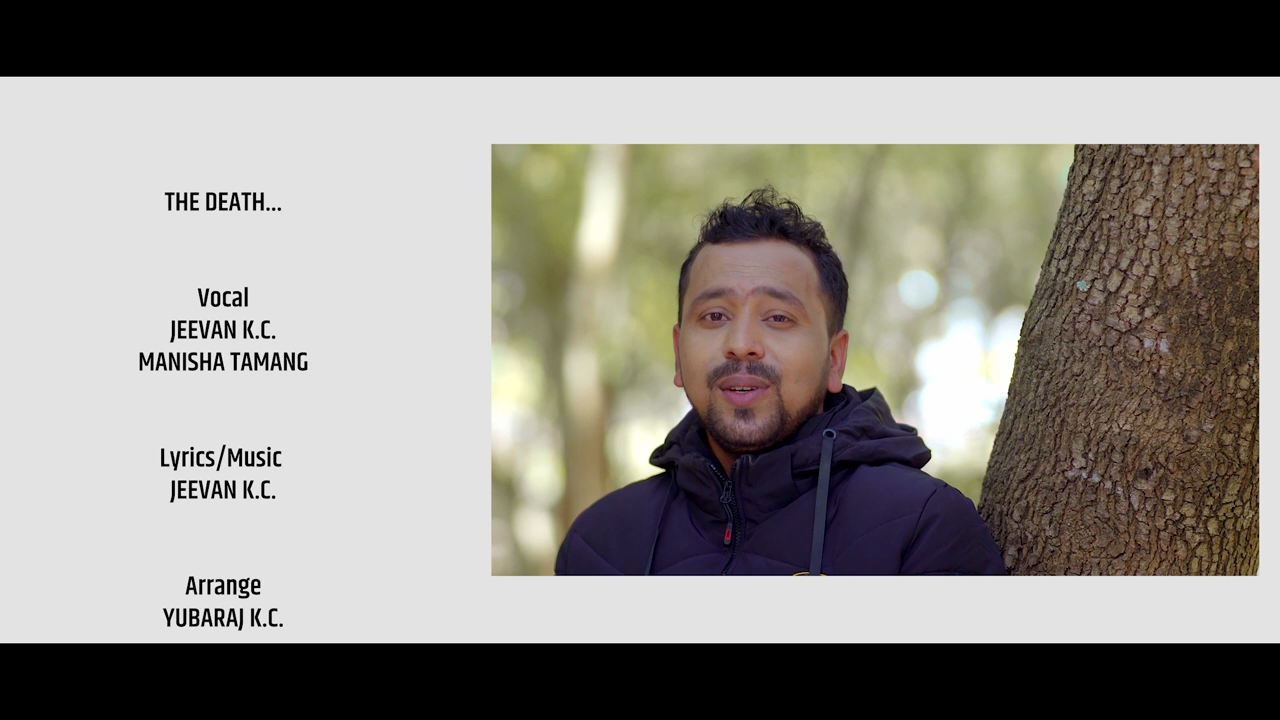 THE DEATH...
Vocal
JEEVAN K.C.
MANISHA TAMANG
Lyrics/Music
JEEVAN K.C.
Arrange
YUBARAJ K.C.